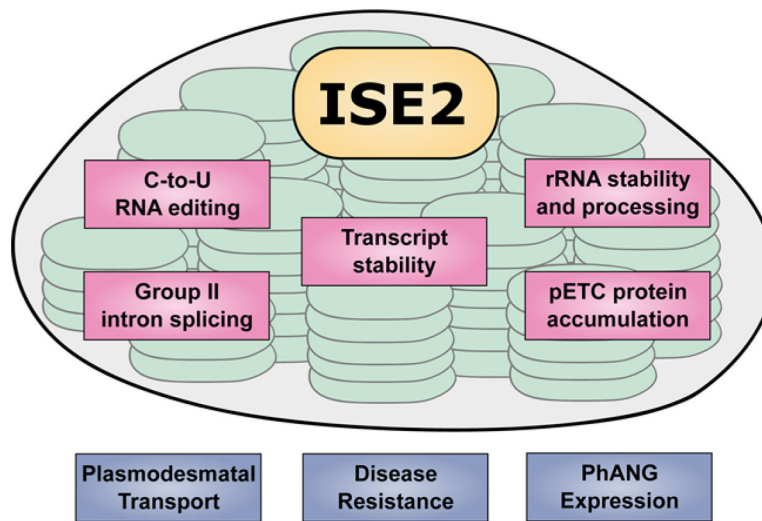 ISE2
C-to-U
RNA editing
rRNA stability
and processing
Transcript
stability
Group II
intron splicing
pETC protein
accumulation
Plasmodesmatal
Transport
Disease
Resistance
PhANG
Expression